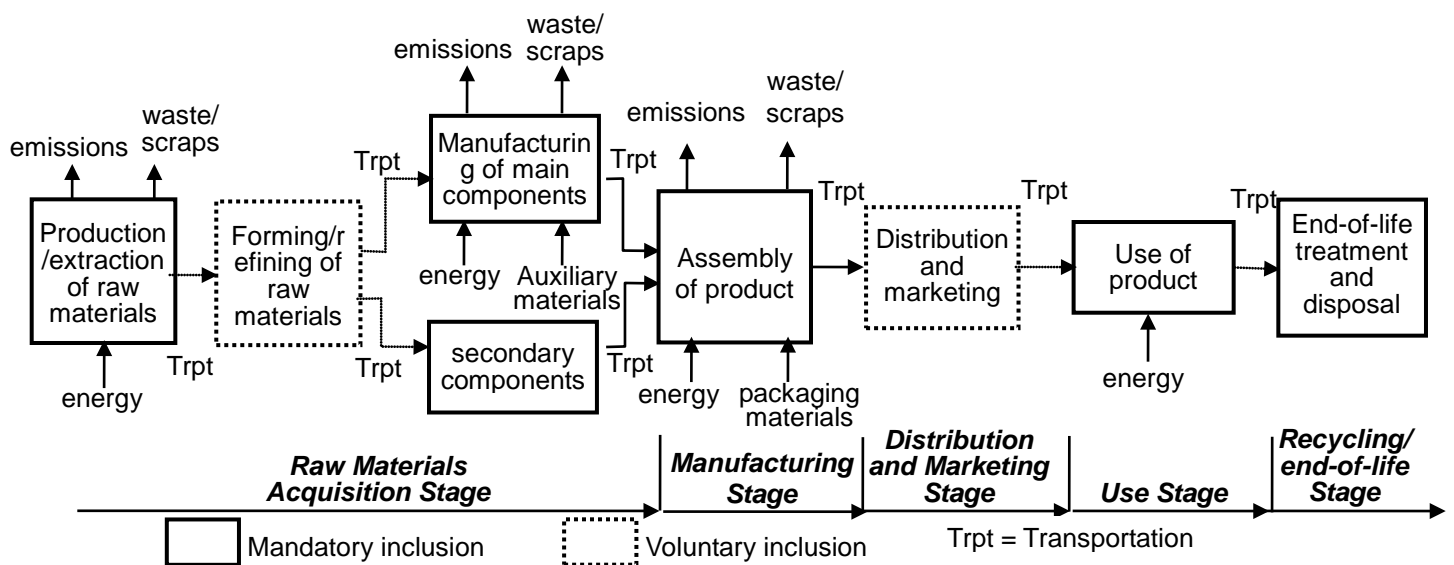 emissions
waste/
scraps
Production
/extraction
of raw
materials
energy
Trpt
Forming/r
efining of
raw
materials
Trpt
Trpt
emissions
waste/
scraps
Manufacturin
g of main
components
energy
Auxiliary
materials
secondary
components
Trpt
Trpt
emissions
waste/
scraps
Assembly
of product
energy
packaging
materials
Trpt
Distribution
and
marketing
Trpt
Use of
product
energy
Trpt
End-of-life
treatment
and
disposal
Raw Materials
Acquisition Stage
Manufacturing
Stage
Distribution
and Marketing
Stage
Use Stage
Recycling/
end-of-life
Stage
Mandatory inclusion
Voluntary inclusion
Trpt = Transportation